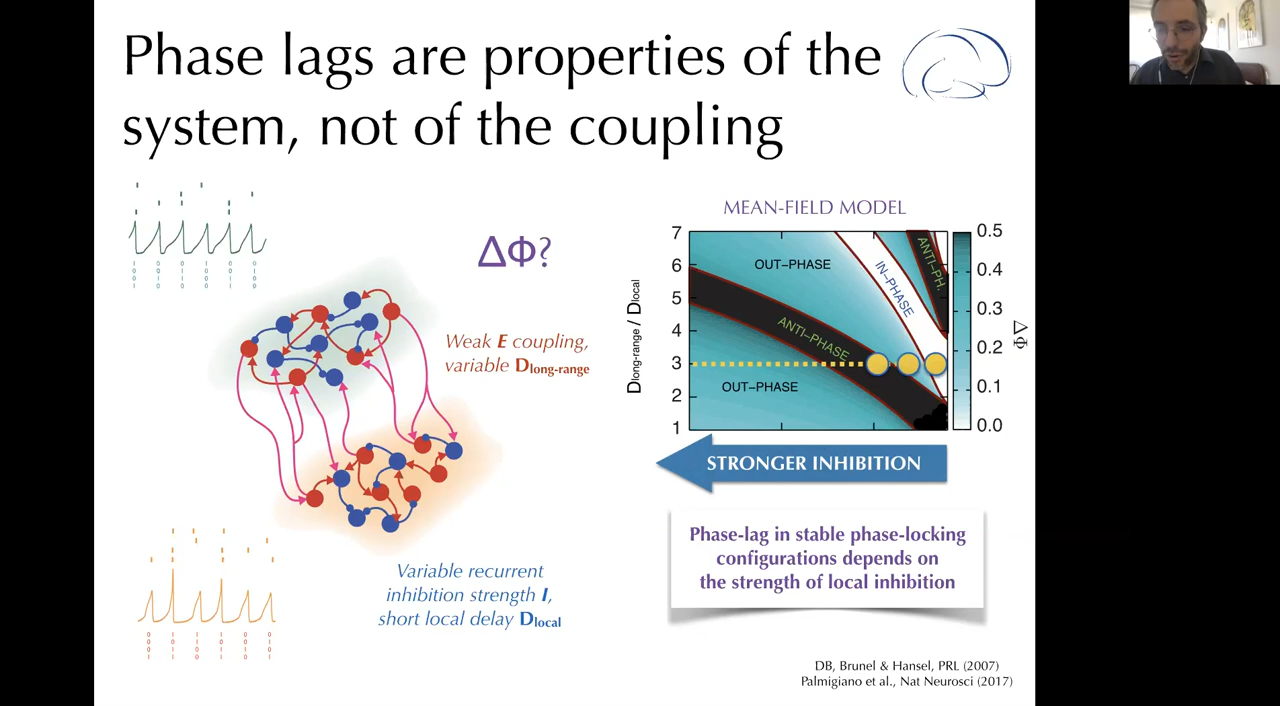 Phase lags are properties of the
system, not of the coupling
ΔΦ?
Weak E coupling,
variable Dlong-range
Variable recurrent
inhibition strength I,
short local delay Dlocal
MEAN-FIELD MODEL
Dlong-range / Dlocal
7
6
5
4
3
2
1
OUT-PHASE
IN-PHASE
ANTI-PH.
ANTI-PHASE
OUT-PHASE
0.5
0.4
0.3
0.2
0.1
0.0
ΔΦ
STRONGER INHIBITION
Phase-lag in stable phase-locking
configurations depends on
the strength of local inhibition
DB, Brunel & Hansel, PRL (2007)
Palmigiano et al., Nat Neurosci (2017)